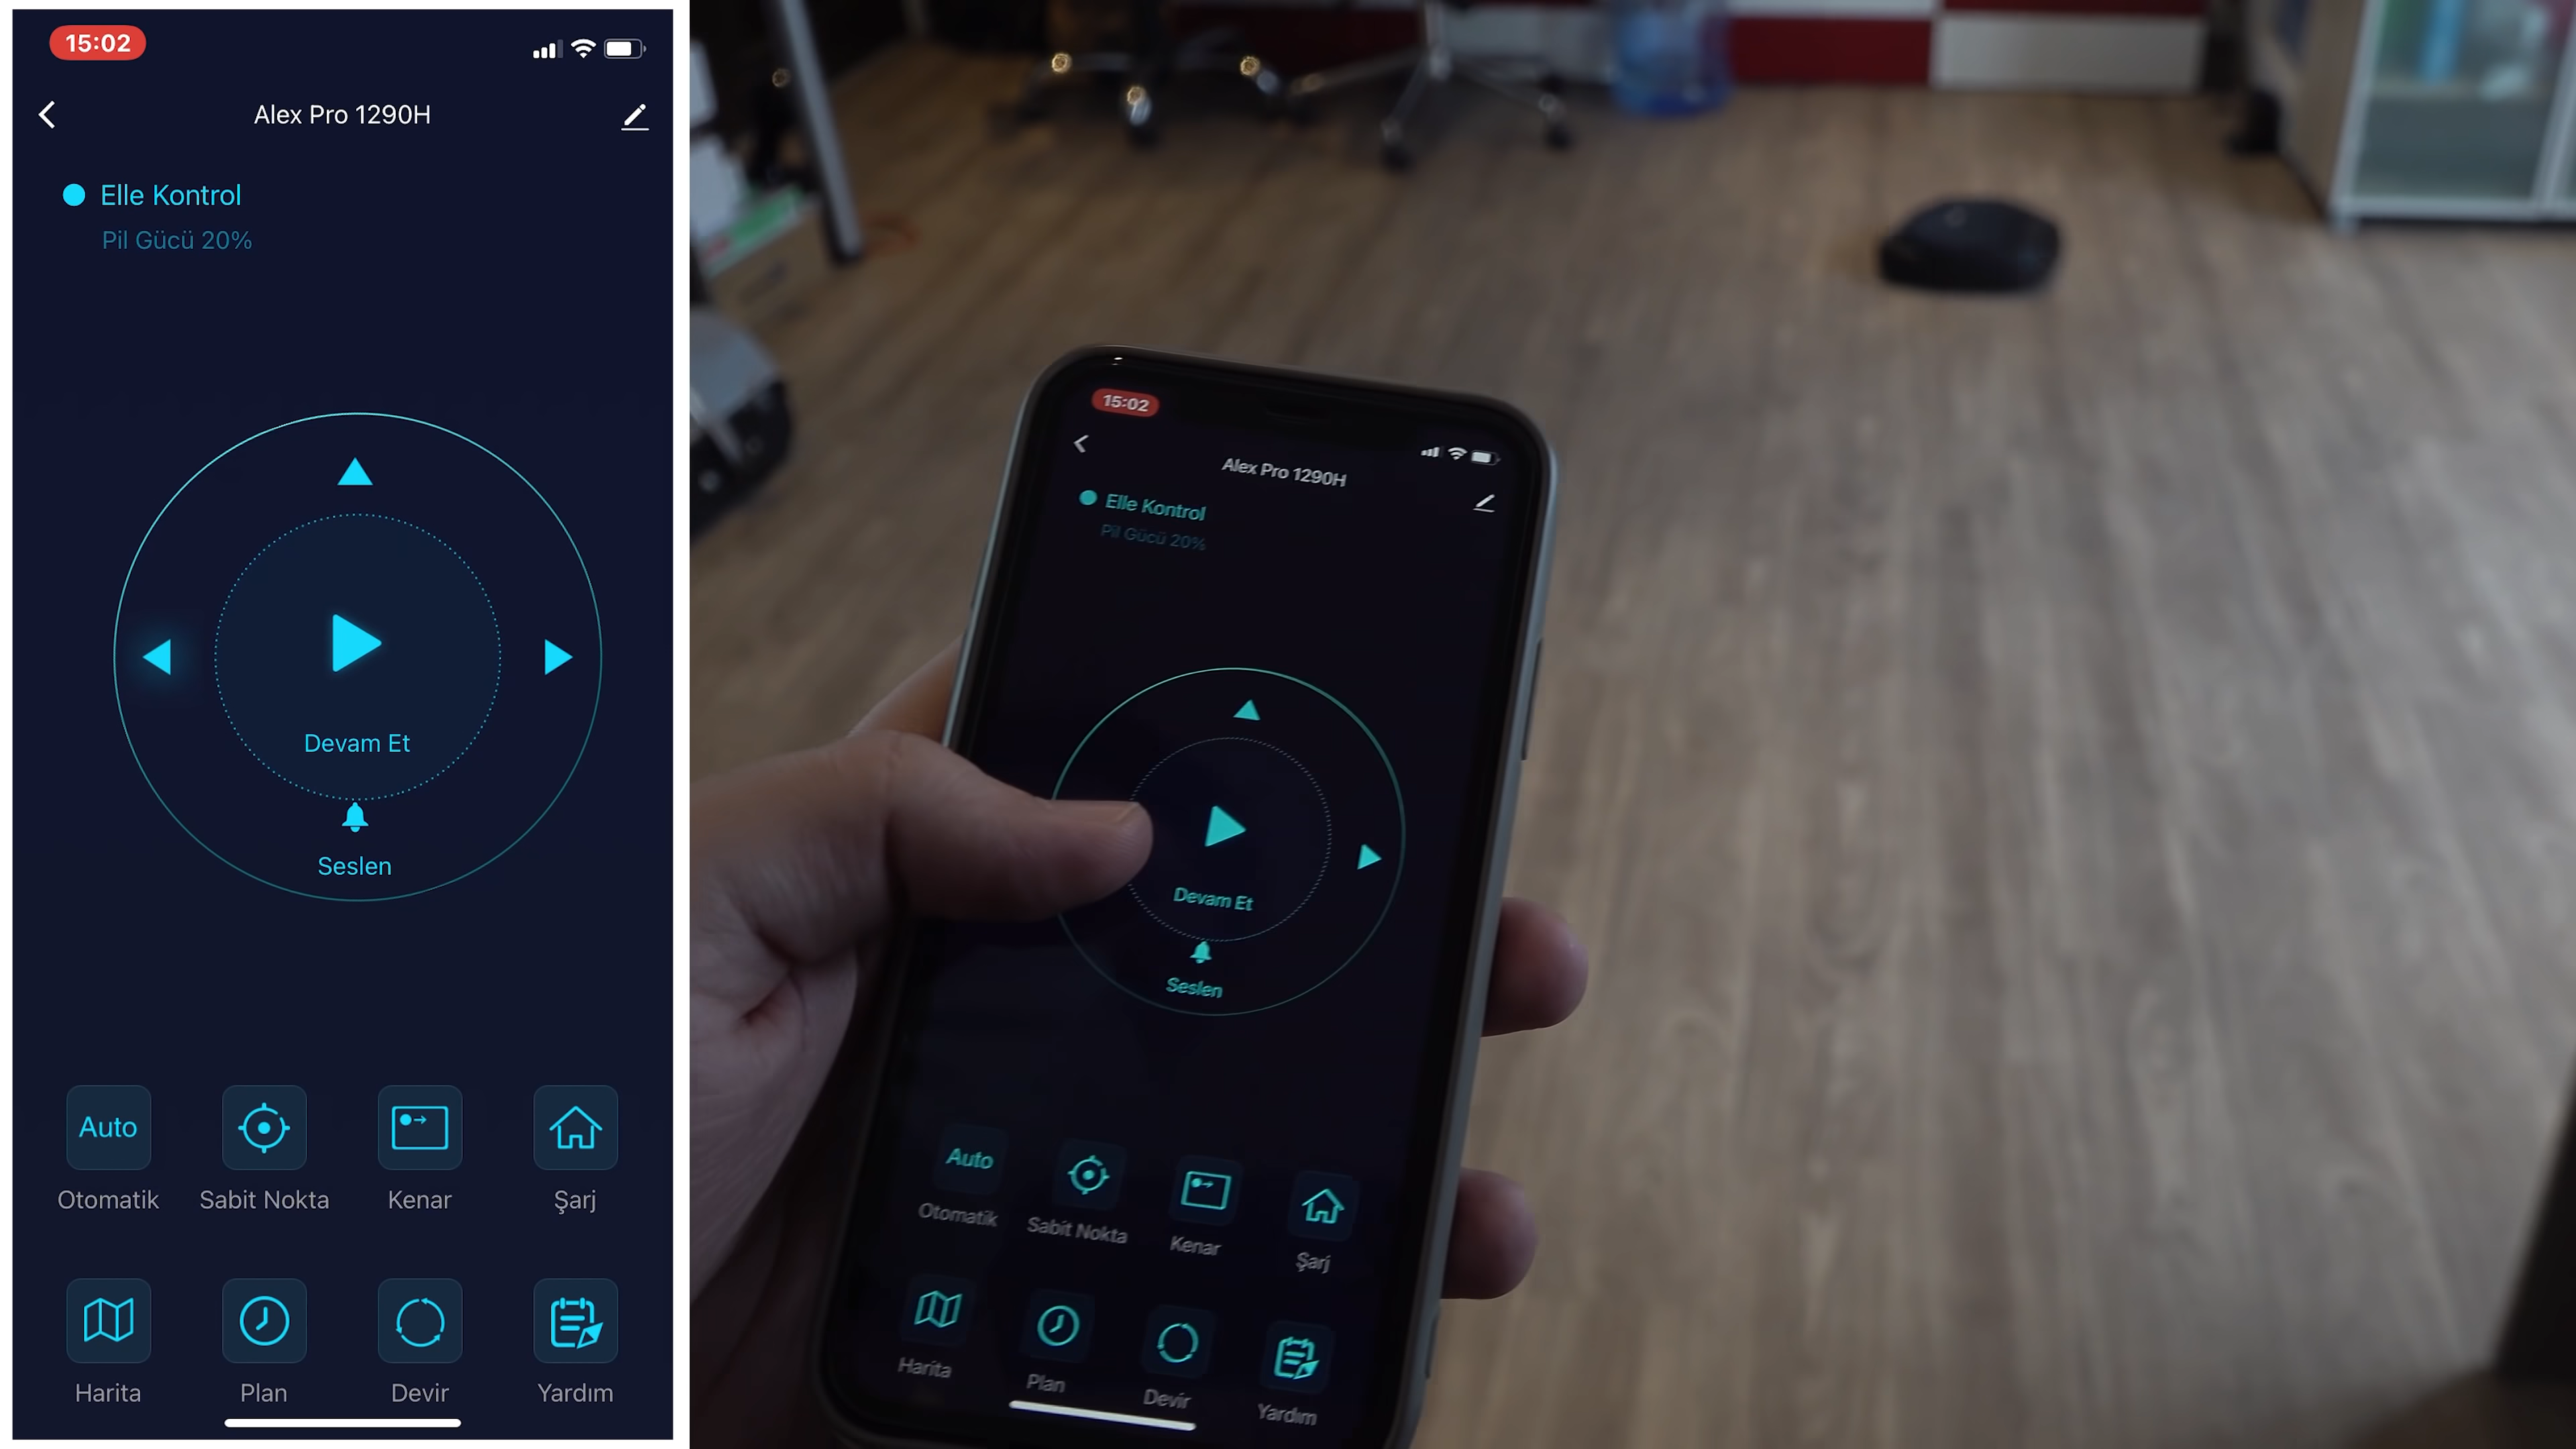 15:02
Alex Pro 1290H
Elle Kontrol
Pil Gücü 20%
Devam Et
Seslen
Auto
Otomatik
Sabit Nokta
Kenar
Şarj
Harita
Plan
Devir
Yardım
15:02
Alex Pro 1290H
Elle Kontrol
Pil Gücü 20%
Devam Et
Seslen
Auto
Otomatik
Sabit Nokta
Kenar
Şarj
Harita
Plan
Devir
Yardım